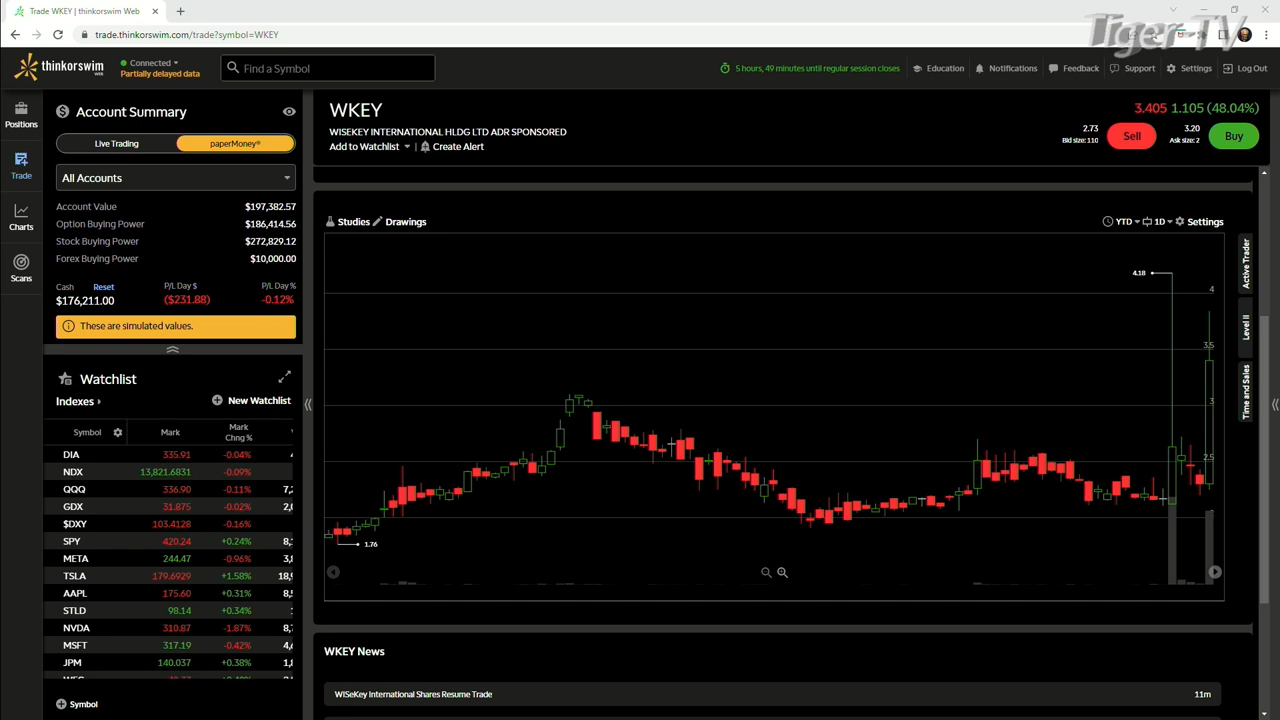 Trade WKEY | thinkorswim Web
trade.thinkorswim.com/trade?symbol=WKEY
Tiger TV
thinkorswim WEB
Connected
Partially delayed data
Find a Symbol
5 hours, 49 minutes until regular session closes
Education
Notifications
Feedback
Support
Settings
Log Out
Positions
Trade
Charts
Scans
Account Summary
Live Trading
paperMoney®
All Accounts
Account Value $197,382.57
Option Buying Power $186,414.56
Stock Buying Power $272,829.12
Forex Buying Power $10,000.00
Cash Reset P/L Day $ P/L Day %
$176,211.00 ($231.88) -0.12%
These are simulated values.
Watchlist
Indexes
New Watchlist
Symbol Mark Mark Chng %
DIA 335.91 -0.04%
NDX 13,821.6831 -0.09%
QQQ 336.90 -0.11%
GDX 31.875 -0.02%
$DXY 103.4128 -0.16%
SPY 420.24 +0.24%
META 244.47 -0.96%
TSLA 179.6929 +1.58%
AAPL 175.60 +0.31%
STLD 98.14 +0.34%
NVDA 310.87 -1.87%
MSFT 317.19 -0.42%
JPM 140.037 +0.38%
Symbol
WKEY
WISEKEY INTERNATIONAL HLDG LTD ADR SPONSORED
Add to Watchlist | Create Alert
3.405 1.105 (48.04%)
2.73
Bid size: 110
Sell
3.20
Ask size: 2
Buy
Studies Drawings
YTD 1D Settings
4.18
4
3.5
3
2.5
1.76
Active Trader
Level II
Time and Sales
WKEY News
WISeKey International Shares Resume Trade 11m